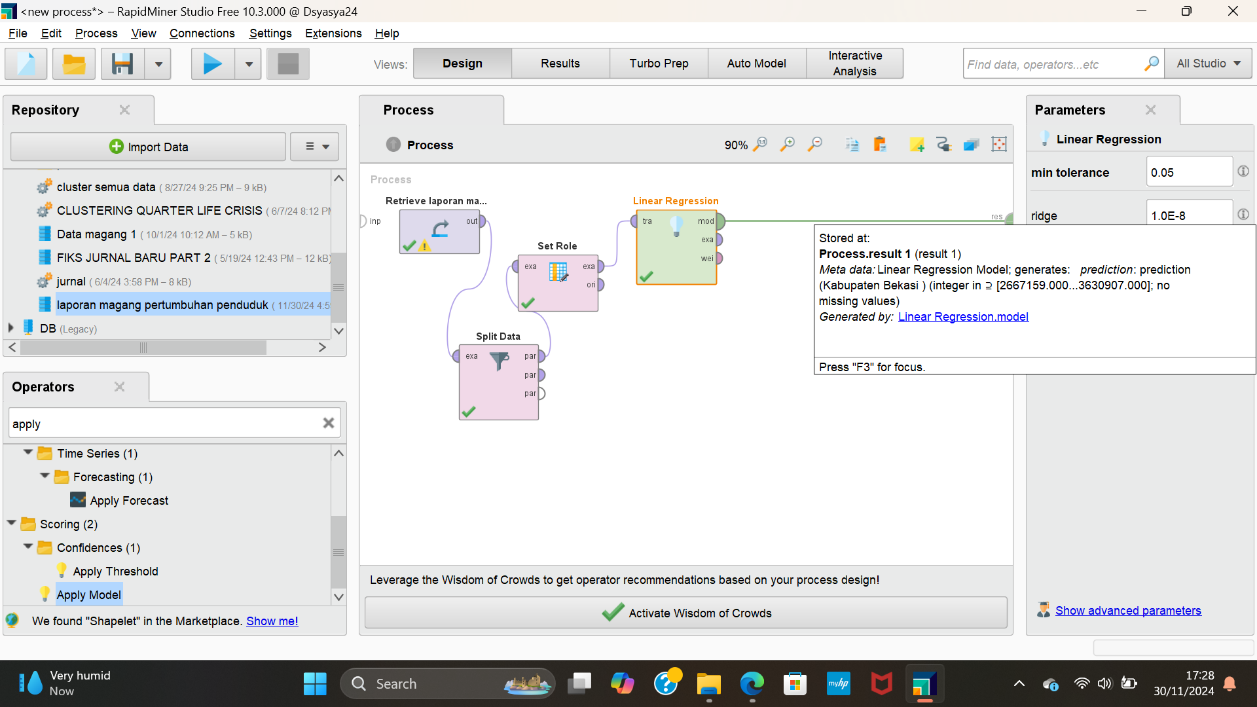 <new process*> – RapidMiner Studio Free 10.3.000 @ Dsyasya24
File Edit Process View Connections Settings Extensions Help
Views:
Design
Results
Turbo Prep
Auto Model
Interactive
Analysis
Find data, operators...etc
All Studio
Repository
Import Data
cluster semua data ( 8/27/24 9:25 PM – 9 kB)
CLUSTERING QUARTER LIFE CRISIS ( 6/7/24 8:12 PM
Data magang 1 ( 10/1/24 10:12 AM – 5 kB)
FIKS JURNAL BARU PART 2 ( 5/19/24 12:43 PM – 12 kB)
jurnal ( 6/4/24 3:58 PM – 8 kB)
laporan magang pertumbuhan penduduk ( 11/30/24 4:5
DB (Legacy)
Operators
apply
Time Series (1)
Forecasting (1)
Apply Forecast
Scoring (2)
Confidences (1)
Apply Threshold
Apply Model
We found "Shapelet" in the Marketplace. Show me!
Process
Process
90%
Process
inp
Retrieve laporan ma...
out
Set Role
exa
exa
ori
Split Data
exa
par
par
par
Linear Regression
tra
mod
exa
wei
res
Leverage the Wisdom of Crowds to get operator recommendations based on your process design!
Activate Wisdom of Crowds
Parameters
Linear Regression
min tolerance
0.05
ridge
1.0E-8
Stored at:
Process.result 1 (result 1)
Meta data: Linear Regression Model; generates: prediction: prediction
(Kabupaten Bekasi ) (integer in ⊇ [2667159.000...3630907.000]; no
missing values)
Generated by: Linear Regression.model
Press "F3" for focus.
Show advanced parameters
Very humid
Now
Search
myhp
17:28
30/11/2024